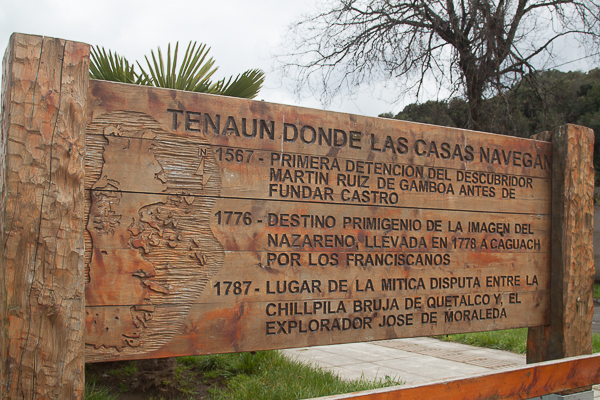 TENAUN DONDE LAS CASAS NAVEGAN
1567 - PRIMERA DETENCION DEL DESCUBRIDOR
MARTIN RUIZ DE GAMBOA ANTES DE
FUNDAR CASTRO
1776 - DESTINO PRIMIGENIO DE LA IMAGEN DEL
NAZARENO, LLEVADA EN 1778 A CAGUACH
POR LOS FRANCISCANOS
1787 - LUGAR DE LA MITICA DISPUTA ENTRE LA
CHILLPILA BRUJA DE QUETALCO Y, EL
EXPLORADOR JOSE DE MORALEDA
N